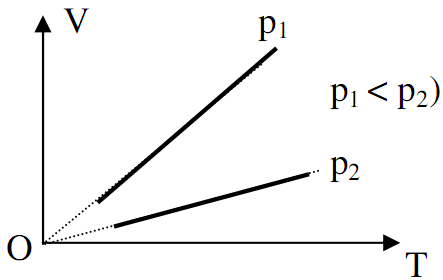 V
p₁
p₁ < p₂)
p₂
O
T